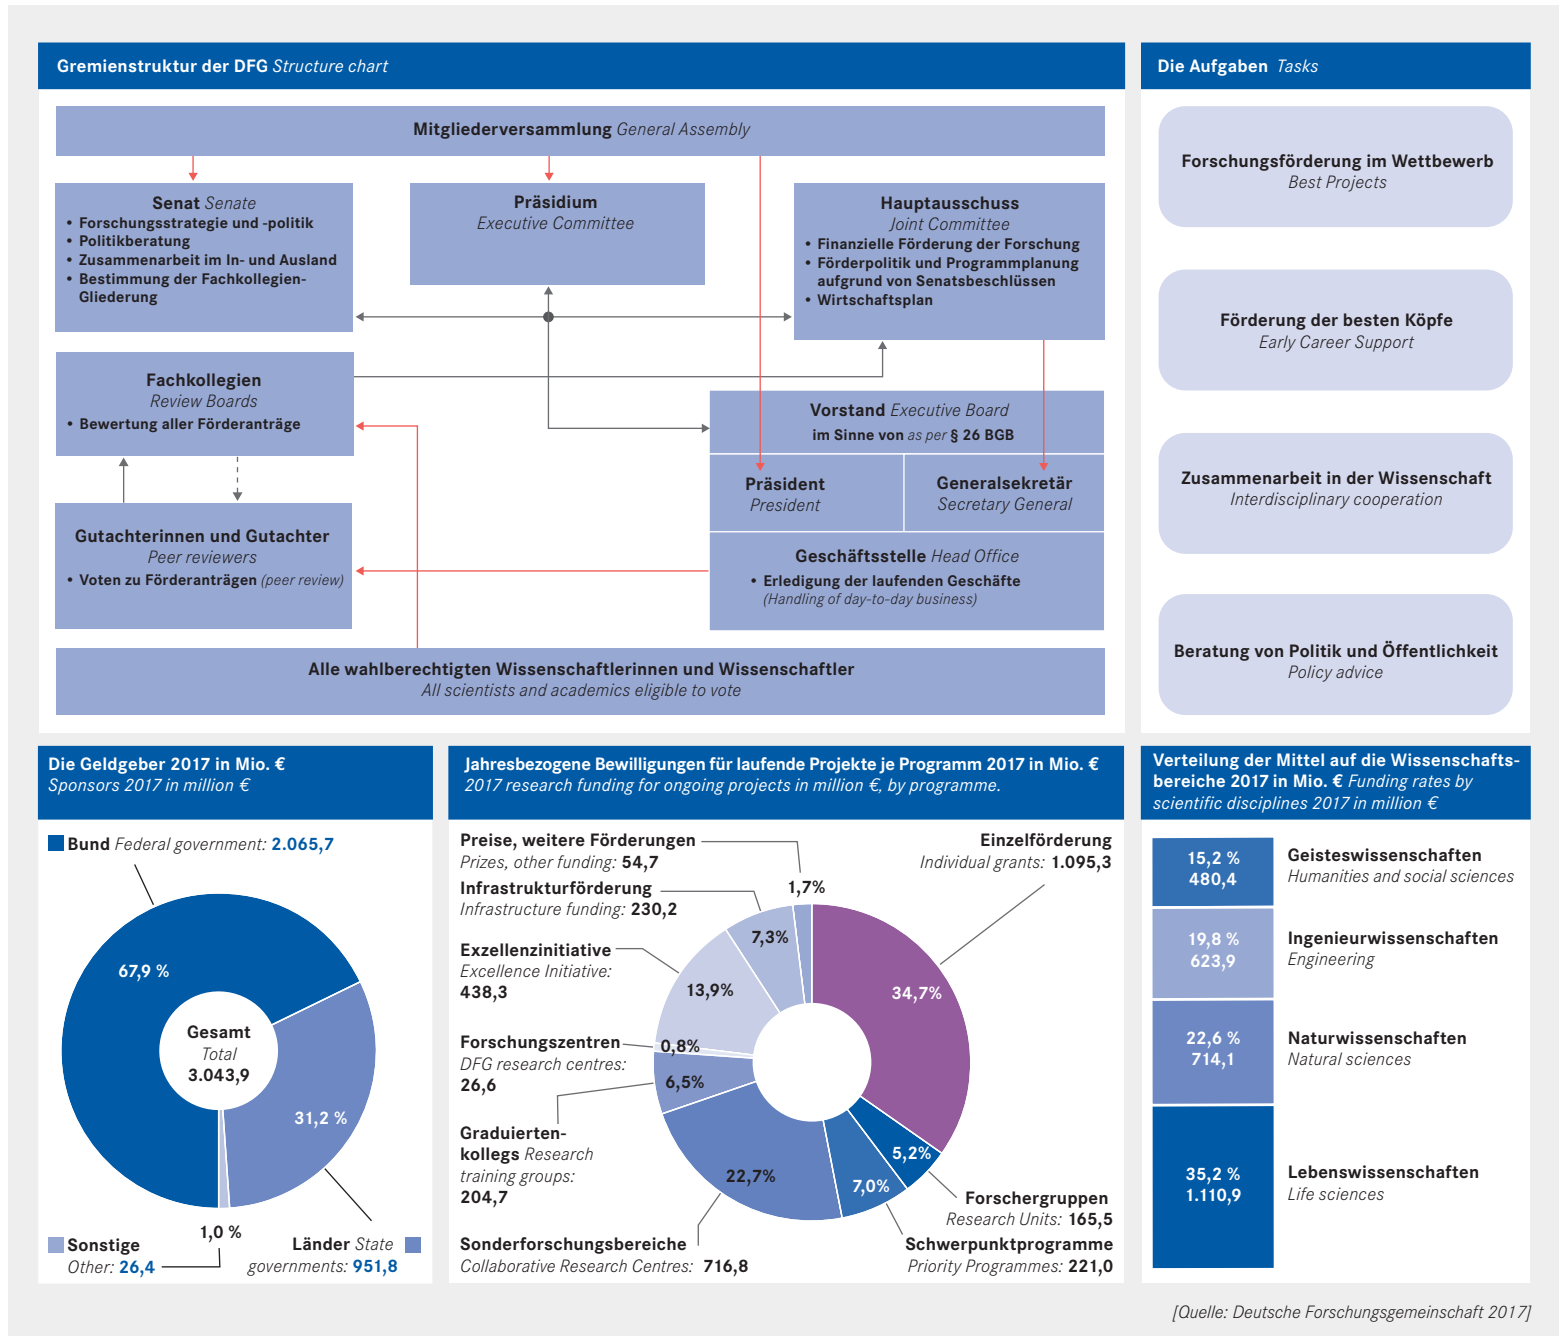 Gremienstruktur der DFG Structure chart
Mitgliederversammlung General Assembly
Senat Senate
• Forschungsstrategie und -politik
• Politikberatung
• Zusammenarbeit im In- und Ausland
• Bestimmung der Fachkollegien-
Gliederung
Präsidium
Executive Committee
Hauptausschuss
Joint Committee
• Finanzielle Förderung der Forschung
• Förderpolitik und Programmplanung
aufgrund von Senatsbeschlüssen
• Wirtschaftsplan
Fachkollegien
Review Boards
• Bewertung aller Förderanträge
Vorstand Executive Board
im Sinne von as per § 26 BGB
Präsident
President
Generalsekretär
Secretary General
Gutachterinnen und Gutachter
Peer reviewers
• Voten zu Förderanträgen (peer review)
Geschäftsstelle Head Office
• Erledigung der laufenden Geschäfte
(Handling of day-to-day business)
Alle wahlberechtigten Wissenschaftlerinnen und Wissenschaftler
All scientists and academics eligible to vote
Die Aufgaben Tasks
Forschungsförderung im Wettbewerb
Best Projects
Förderung der besten Köpfe
Early Career Support
Zusammenarbeit in der Wissenschaft
Interdisciplinary cooperation
Beratung von Politik und Öffentlichkeit
Policy advice
Die Geldgeber 2017 in Mio. €
Sponsors 2017 in million €
Bund Federal government: 2.065,7
67,9 %
Gesamt
Total
3.043,9
31,2 %
1,0 %
Sonstige
Other: 26,4
Länder State
governments: 951,8
Jahresbezogene Bewilligungen für laufende Projekte je Programm 2017 in Mio. €
2017 research funding for ongoing projects in million €, by programme.
Preise, weitere Förderungen
Prizes, other funding: 54,7
Einzelförderung
Individual grants: 1.095,3
Infrastrukturförderung
Infrastructure funding: 230,2
1,7%
7,3%
Exzellenzinitiative
Excellence Initiative:
438,3
13,9%
34,7%
Forschungszentren
DFG research centres:
26,6
0,8%
6,5%
Graduierten-
kollegs Research
training groups:
204,7
22,7%
7,0%
5,2%
Forschergruppen
Research Units: 165,5
Sonderforschungsbereiche
Collaborative Research Centres: 716,8
Schwerpunktprogramme
Priority Programmes: 221,0
Verteilung der Mittel auf die Wissenschafts-
bereiche 2017 in Mio. € Funding rates by
scientific disciplines 2017 in million €
15,2 %
480,4
Geisteswissenschaften
Humanities and social sciences
19,8 %
623,9
Ingenieurwissenschaften
Engineering
22,6 %
714,1
Naturwissenschaften
Natural sciences
35,2 %
1.110,9
Lebenswissenschaften
Life sciences
[Quelle: Deutsche Forschungsgemeinschaft 2017]